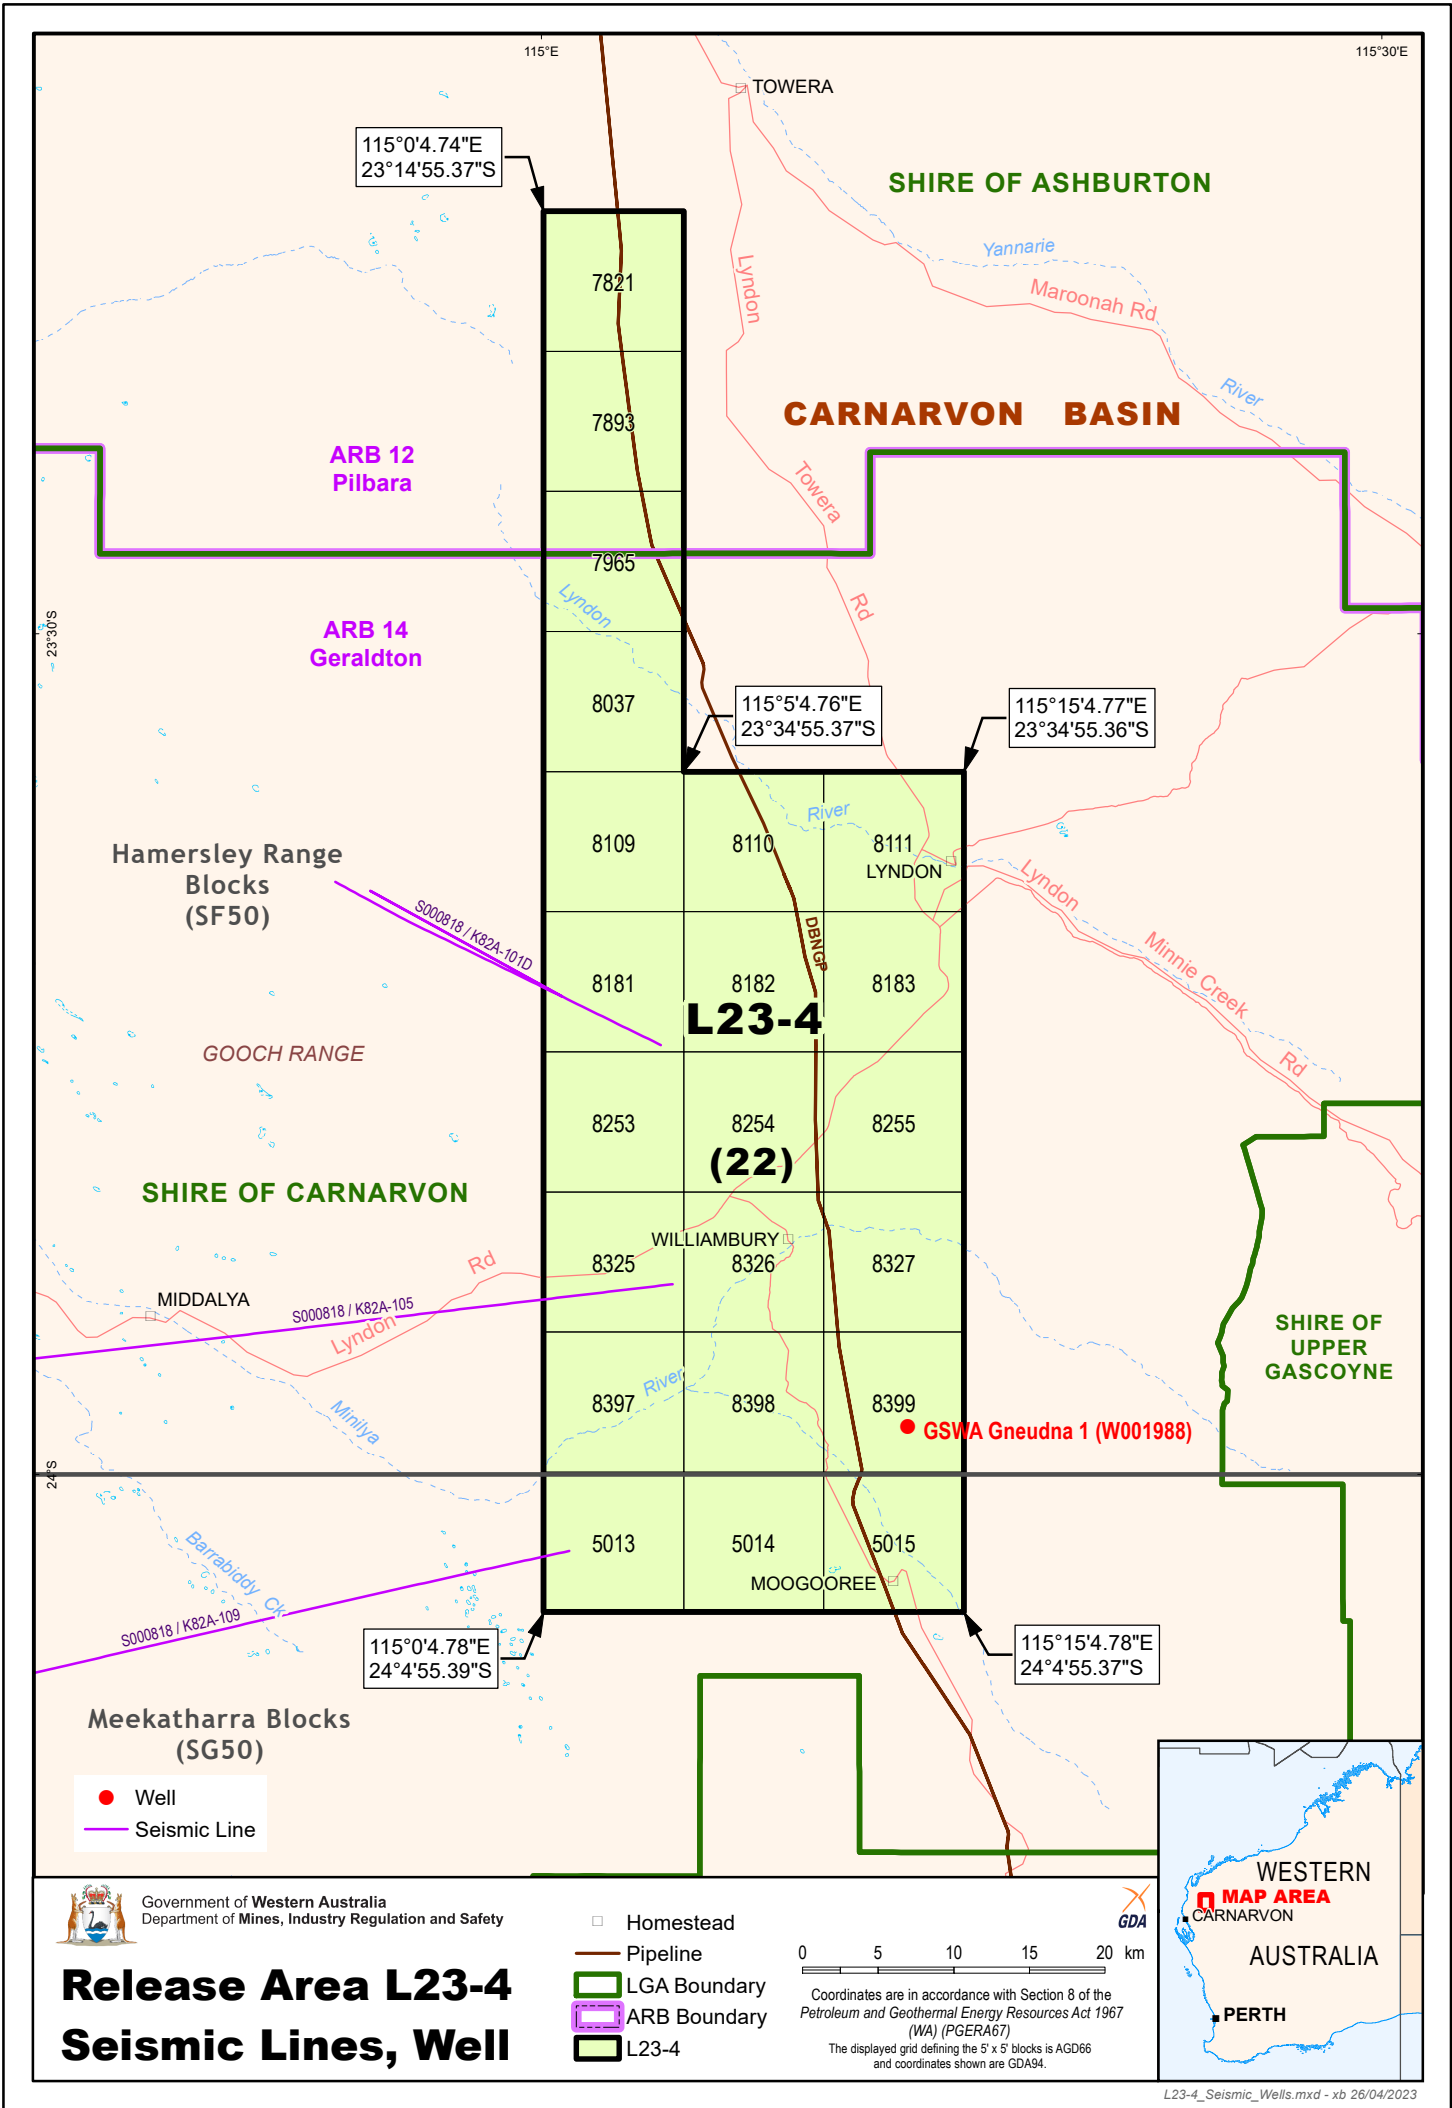 115°E
115°30'E
TOWERA
115°0'4.74"E
23°14'55.37"S
SHIRE OF ASHBURTON
Yannarie
Lyndon
7821
Maroonah Rd
River
CARNARVON BASIN
7893
ARB 12
Pilbara
Towera
7965
Lyndon
Rd
23°30'S
ARB 14
Geraldton
8037
115°5'4.76"E
23°34'55.37"S
115°15'4.77"E
23°34'55.36"S
River
8109
8110
8111
LYNDON
Hamersley Range
Blocks
(SF50)
Lyndon
S000818 / K82A-101D
DBNGP
Minnie Creek
8181
8182
8183
L23-4
GOOCH RANGE
Rd
8253
8254
8255
(22)
SHIRE OF CARNARVON
WILLIAMBURY
Rd
8325
8326
8327
MIDDALYA
S000818 / K82A-105
Lyndon
SHIRE OF
UPPER
GASCOYNE
River
Minilya
8397
8398
8399
GSWA Gneudna 1 (W001988)
24°S
5013
5014
5015
Barrabiddy Ck
MOOGOOREE
S000818 / K82A-109
115°0'4.78"E
24°4'55.39"S
115°15'4.78"E
24°4'55.37"S
Meekatharra Blocks
(SG50)
Well
Seismic Line
WESTERN
MAP AREA
CARNARVON
AUSTRALIA
PERTH
Government of Western Australia
Department of Mines, Industry Regulation and Safety
Release Area L23-4
Seismic Lines, Well
Homestead
Pipeline
LGA Boundary
ARB Boundary
L23-4
GDA
0 5 10 15 20 km
Coordinates are in accordance with Section 8 of the
Petroleum and Geothermal Energy Resources Act 1967
(WA) (PGERA67)
The displayed grid defining the 5' x 5' blocks is AGD66
and coordinates shown are GDA94.
L23-4_Seismic_Wells.mxd - xb 26/04/2023